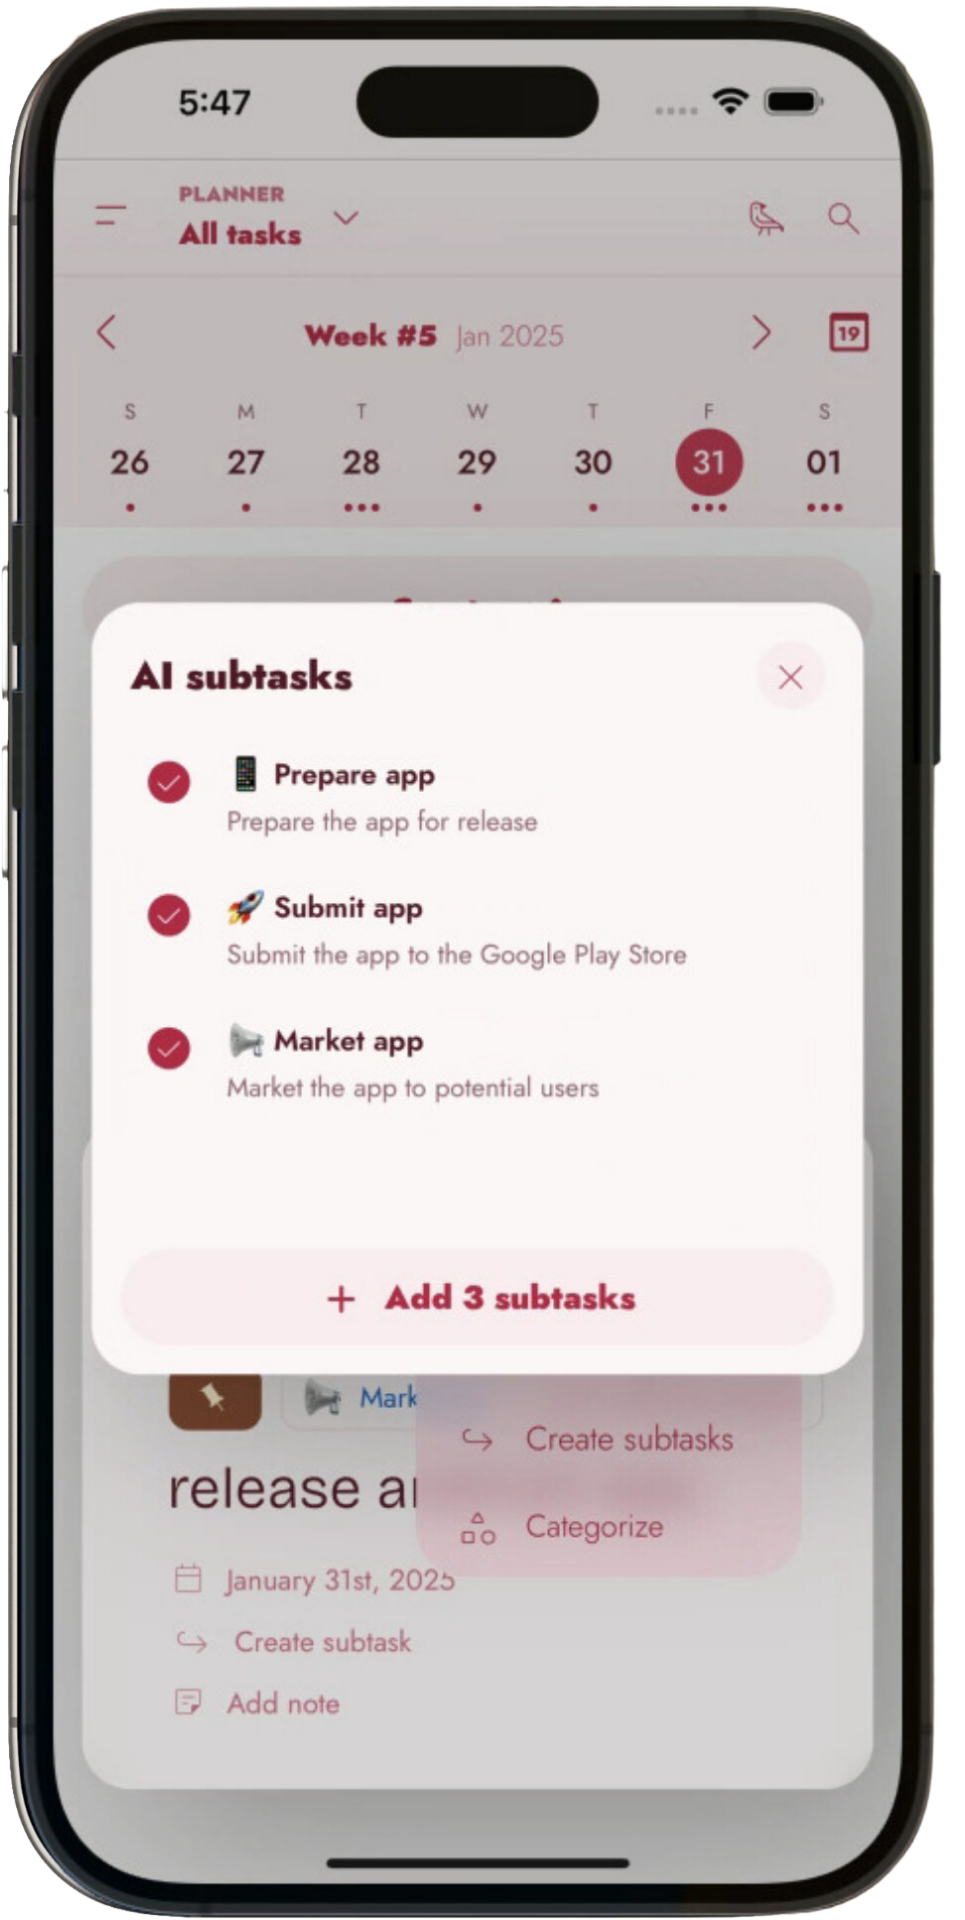 5:47
PLANNER
All tasks
Week #5 Jan 2025
19
S M T W T F S
26 27 28 29 30 31 01
AI subtasks
Prepare app
Prepare the app for release
Submit app
Submit the app to the Google Play Store
Market app
Market the app to potential users
+ Add 3 subtasks
Mark
Create subtasks
release
Categorize
January 31st, 2025
Create subtask
Add note